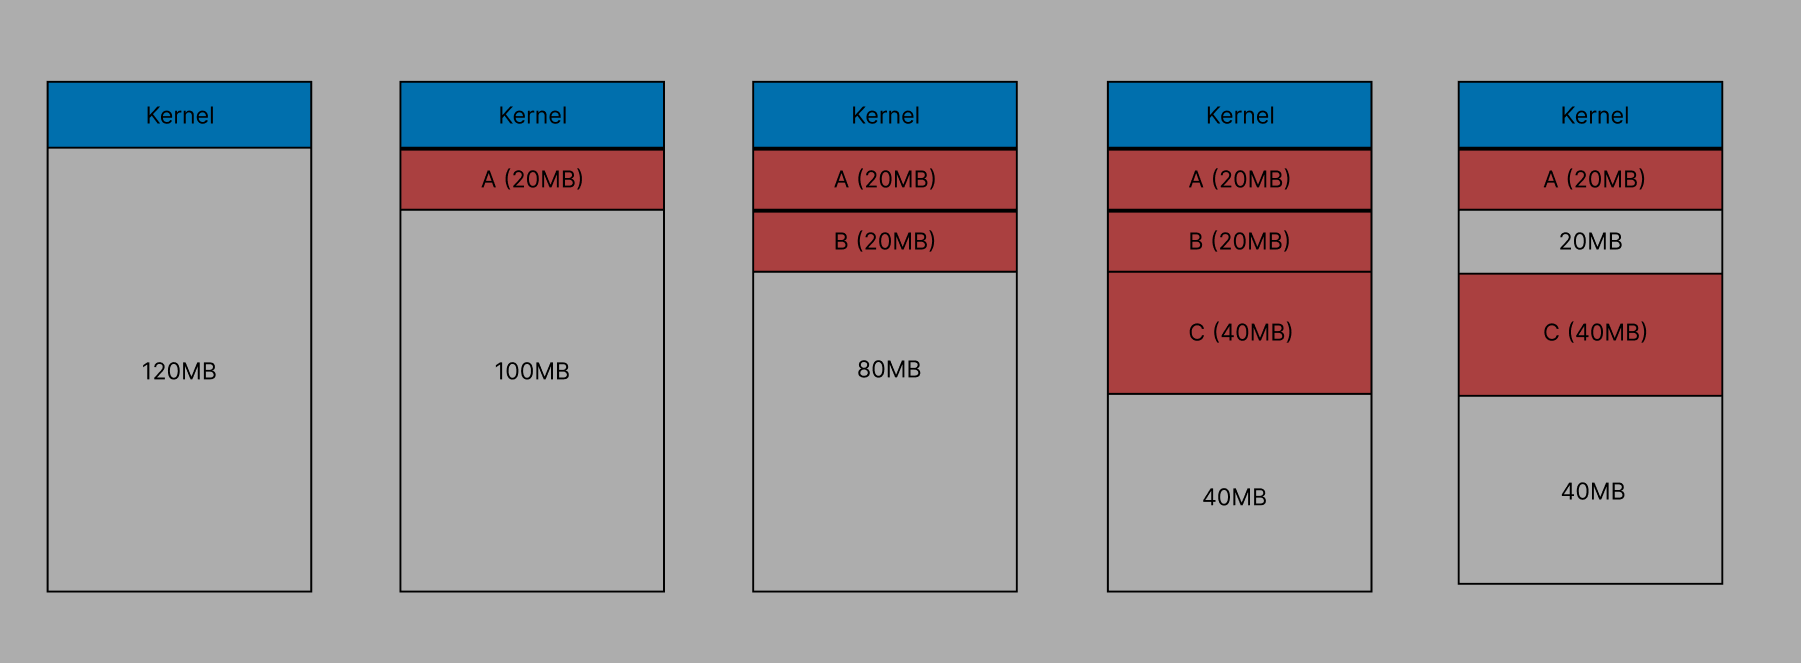 Kernel
120MB
Kernel
A (20MB)
100MB
Kernel
A (20MB)
B (20MB)
80MB
Kernel
A (20MB)
B (20MB)
C (40MB)
40MB
Kernel
A (20MB)
20MB
C (40MB)
40MB